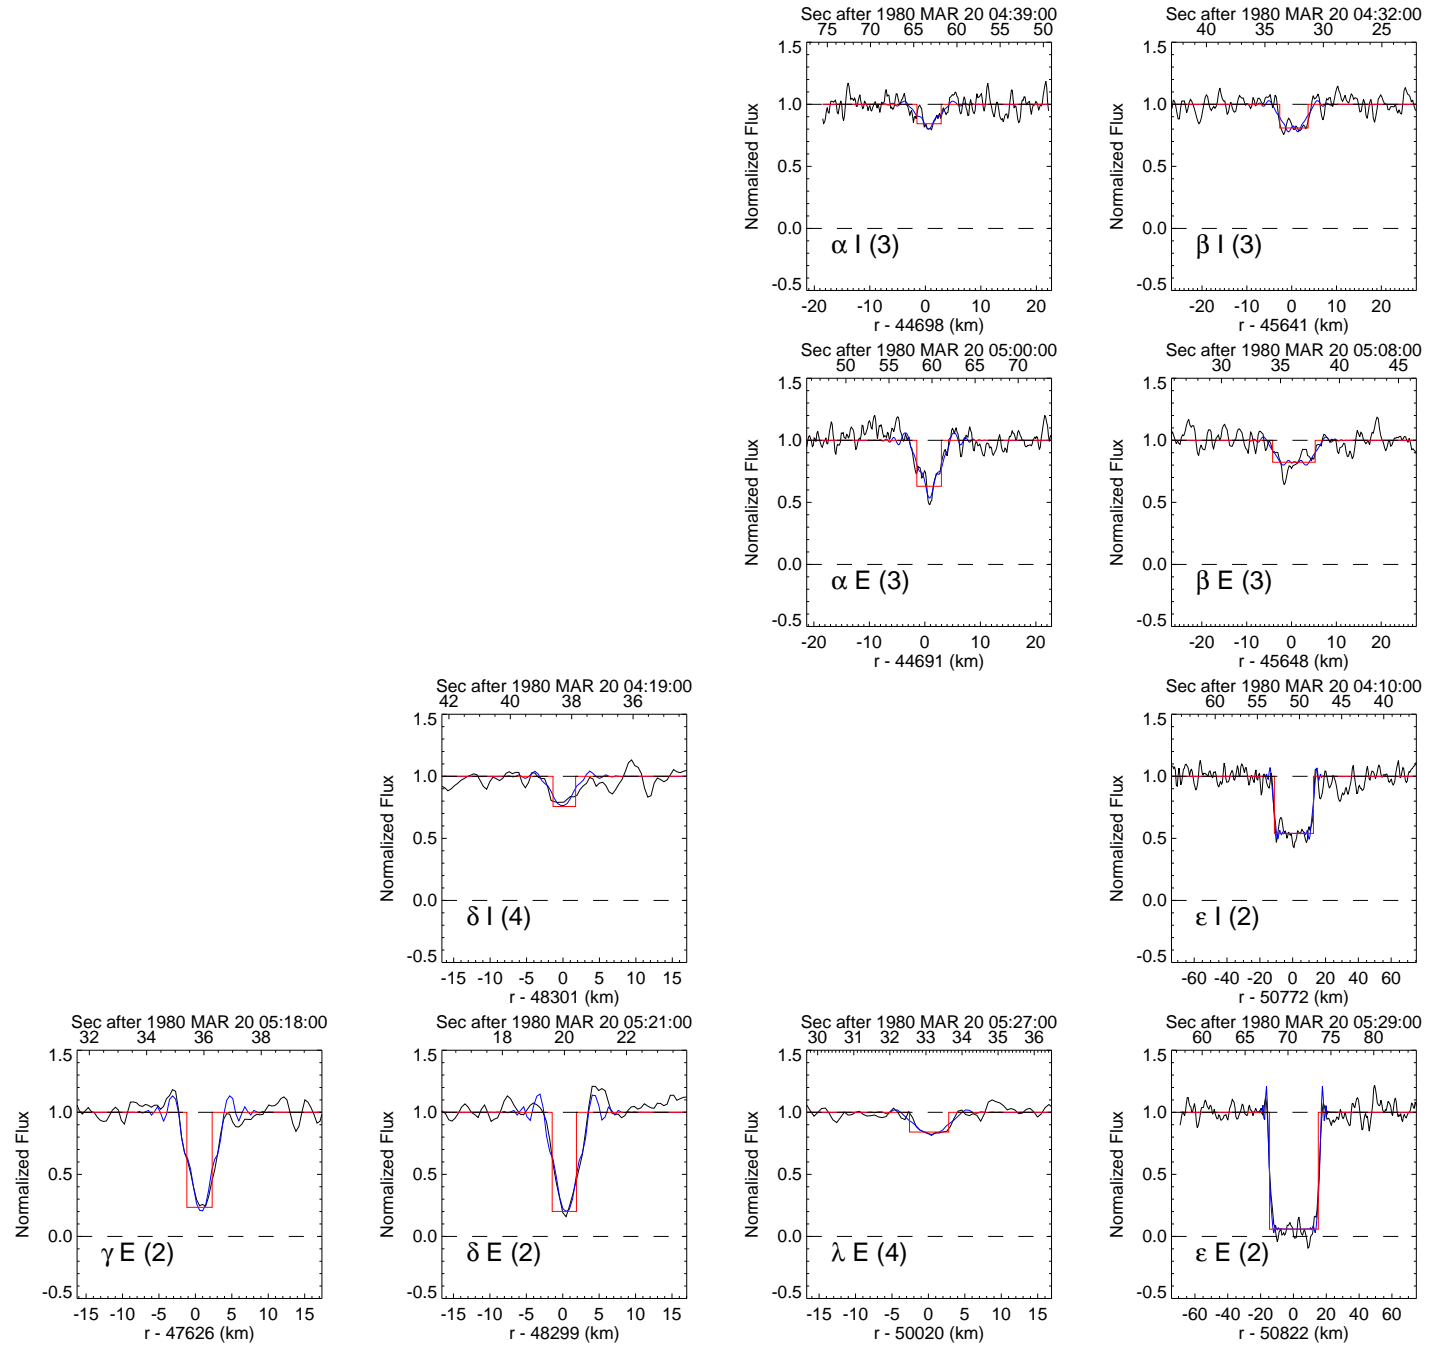 Sec after 1980 MAR 20 04:39:00
75 70 65 60 55 50
1.5
1.0
0.5
0.0
-0.5
Normalized Flux
α I (3)
-20 -10 0 10 20
r - 44698 (km)
Sec after 1980 MAR 20 04:32:00
40 35 30 25
1.5
1.0
0.5
0.0
-0.5
Normalized Flux
β I (3)
-20 -10 0 10 20
r - 45641 (km)
Sec after 1980 MAR 20 05:00:00
50 55 60 65 70
1.5
1.0
0.5
0.0
-0.5
Normalized Flux
α E (3)
-20 -10 0 10 20
r - 44691 (km)
Sec after 1980 MAR 20 05:08:00
30 35 40 45
1.5
1.0
0.5
0.0
-0.5
Normalized Flux
β E (3)
-20 -10 0 10 20
r - 45648 (km)
Sec after 1980 MAR 20 04:19:00
42 40 38 36
1.5
1.0
0.5
0.0
-0.5
Normalized Flux
δ I (4)
-15 -10 -5 0 5 10 15
r - 48301 (km)
Sec after 1980 MAR 20 04:10:00
60 55 50 45 40
1.5
1.0
0.5
0.0
-0.5
Normalized Flux
ε I (2)
-60 -40 -20 0 20 40 60
r - 50772 (km)
Sec after 1980 MAR 20 05:18:00
32 34 36 38
1.5
1.0
0.5
0.0
-0.5
Normalized Flux
γ E (2)
-15 -10 -5 0 5 10 15
r - 47626 (km)
Sec after 1980 MAR 20 05:21:00
18 20 22
1.5
1.0
0.5
0.0
-0.5
Normalized Flux
δ E (2)
-15 -10 -5 0 5 10 15
r - 48299 (km)
Sec after 1980 MAR 20 05:27:00
30 31 32 33 34 35 36
1.5
1.0
0.5
0.0
-0.5
Normalized Flux
λ E (4)
-15 -10 -5 0 5 10 15
r - 50020 (km)
Sec after 1980 MAR 20 05:29:00
60 65 70 75 80
1.5
1.0
0.5
0.0
-0.5
Normalized Flux
ε E (2)
-60 -40 -20 0 20 40 60
r - 50822 (km)